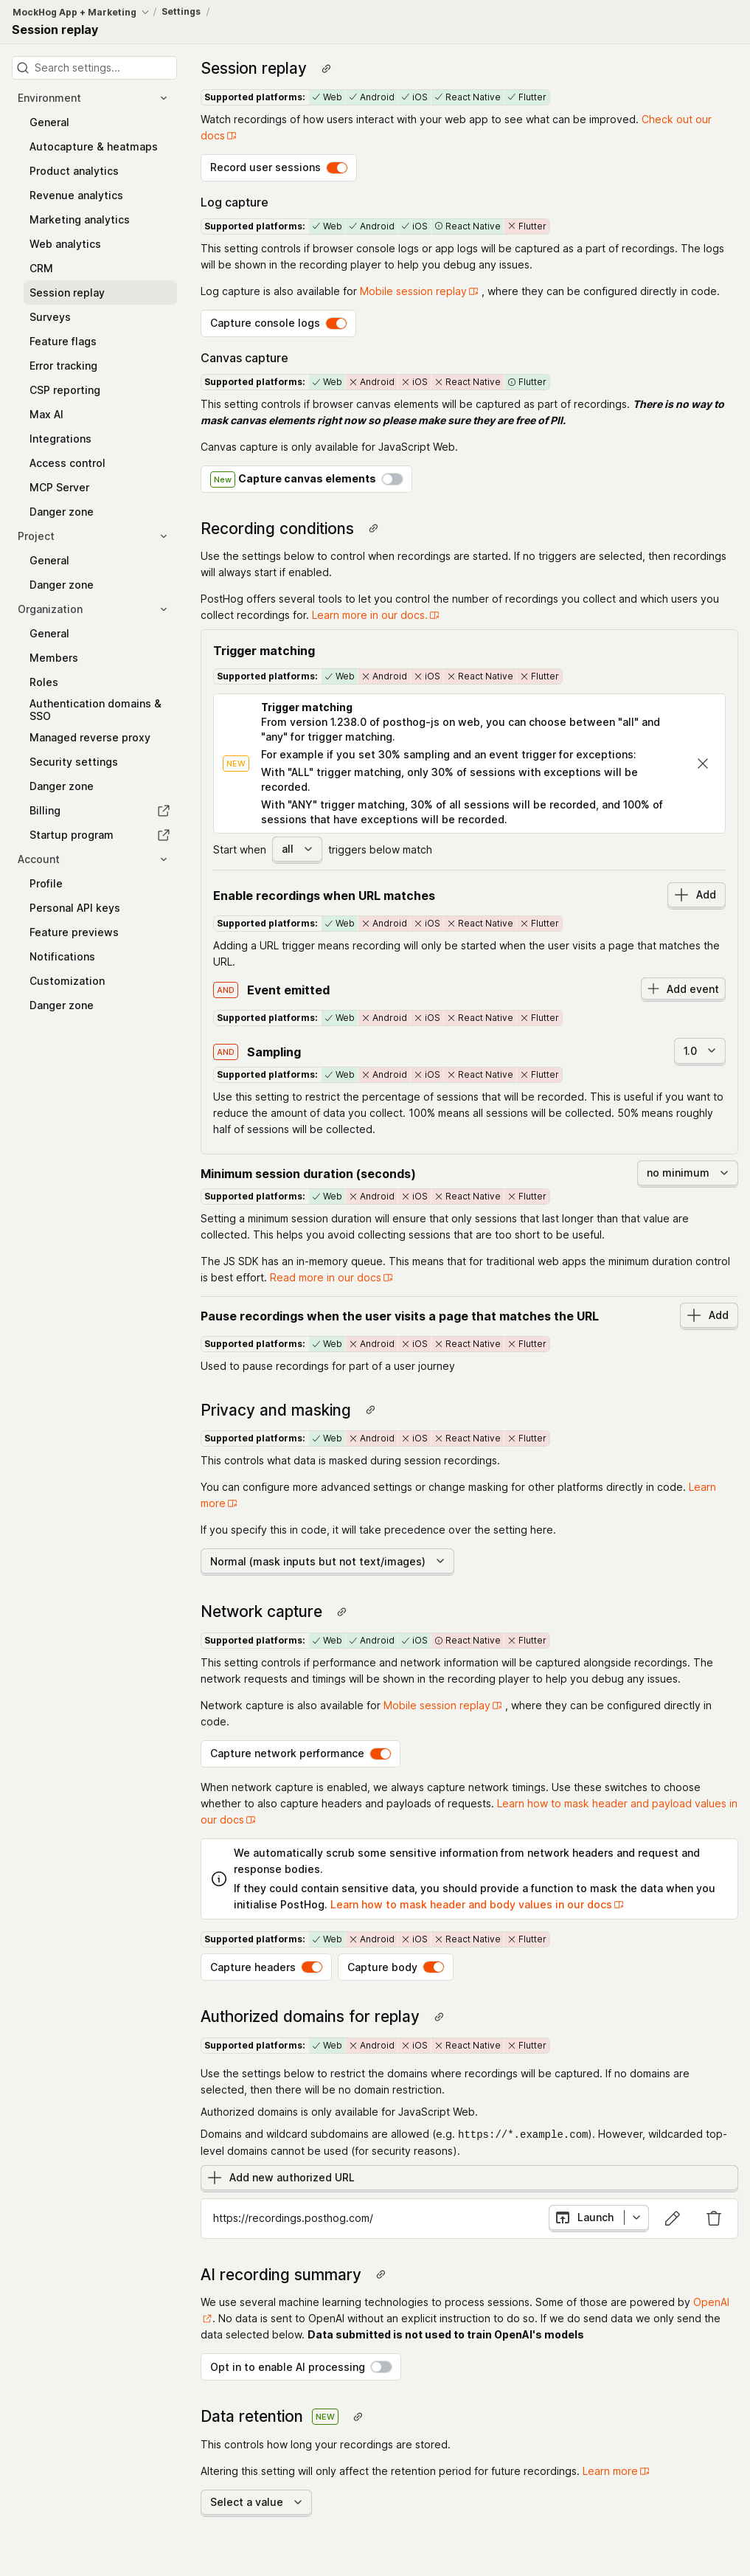 MockHog App + Marketing / Settings /
Session replay
Search settings...
Environment
General
Autocapture & heatmaps
Product analytics
Revenue analytics
Marketing analytics
Web analytics
CRM
Session replay
Surveys
Feature flags
Error tracking
CSP reporting
Max AI
Integrations
Access control
MCP Server
Danger zone
Project
General
Danger zone
Organization
General
Members
Roles
Authentication domains &
SSO
Managed reverse proxy
Security settings
Danger zone
Billing
Startup program
Account
Profile
Personal API keys
Feature previews
Notifications
Customization
Danger zone
Session replay
Supported platforms: Web Android iOS React Native Flutter
Watch recordings of how users interact with your web app to see what can be improved. Check out our
docs
Record user sessions
Log capture
Supported platforms: Web Android iOS React Native Flutter
This setting controls if browser console logs or app logs will be captured as a part of recordings. The logs
will be shown in the recording player to help you debug any issues.
Log capture is also available for Mobile session replay , where they can be configured directly in code.
Capture console logs
Canvas capture
Supported platforms: Web Android iOS React Native Flutter
This setting controls if browser canvas elements will be captured as part of recordings. There is no way to
mask canvas elements right now so please make sure they are free of PII.
Canvas capture is only available for JavaScript Web.
New Capture canvas elements
Recording conditions
Use the settings below to control when recordings are started. If no triggers are selected, then recordings
will always start if enabled.
PostHog offers several tools to let you control the number of recordings you collect and which users you
collect recordings for. Learn more in our docs.
Trigger matching
Supported platforms: Web Android iOS React Native Flutter
NEW
Trigger matching
From version 1.238.0 of posthog-js on web, you can choose between "all" and
"any" for trigger matching.
For example if you set 30% sampling and an event trigger for exceptions:
With "ALL" trigger matching, only 30% of sessions with exceptions will be
recorded.
With "ANY" trigger matching, 30% of all sessions will be recorded, and 100% of
sessions that have exceptions will be recorded.
Start when all triggers below match
Enable recordings when URL matches Add
Supported platforms: Web Android iOS React Native Flutter
Adding a URL trigger means recording will only be started when the user visits a page that matches the
URL.
AND Event emitted Add event
Supported platforms: Web Android iOS React Native Flutter
AND Sampling 1.0
Supported platforms: Web Android iOS React Native Flutter
Use this setting to restrict the percentage of sessions that will be recorded. This is useful if you want to
reduce the amount of data you collect. 100% means all sessions will be collected. 50% means roughly
half of sessions will be collected.
Minimum session duration (seconds) no minimum
Supported platforms: Web Android iOS React Native Flutter
Setting a minimum session duration will ensure that only sessions that last longer than that value are
collected. This helps you avoid collecting sessions that are too short to be useful.
The JS SDK has an in-memory queue. This means that for traditional web apps the minimum duration control
is best effort. Read more in our docs
Pause recordings when the user visits a page that matches the URL Add
Supported platforms: Web Android iOS React Native Flutter
Used to pause recordings for part of a user journey
Privacy and masking
Supported platforms: Web Android iOS React Native Flutter
This controls what data is masked during session recordings.
You can configure more advanced settings or change masking for other platforms directly in code. Learn
more
If you specify this in code, it will take precedence over the setting here.
Normal (mask inputs but not text/images)
Network capture
Supported platforms: Web Android iOS React Native Flutter
This setting controls if performance and network information will be captured alongside recordings. The
network requests and timings will be shown in the recording player to help you debug any issues.
Network capture is also available for Mobile session replay , where they can be configured directly in
code.
Capture network performance
When network capture is enabled, we always capture network timings. Use these switches to choose
whether to also capture headers and payloads of requests. Learn how to mask header and payload values in
our docs
We automatically scrub some sensitive information from network headers and request and
response bodies.
If they could contain sensitive data, you should provide a function to mask the data when you
initialise PostHog. Learn how to mask header and body values in our docs
Supported platforms: Web Android iOS React Native Flutter
Capture headers Capture body
Authorized domains for replay
Supported platforms: Web Android iOS React Native Flutter
Use the settings below to restrict the domains where recordings will be captured. If no domains are
selected, then there will be no domain restriction.
Authorized domains is only available for JavaScript Web.
Domains and wildcard subdomains are allowed (e.g. https://*.example.com). However, wildcarded top-
level domains cannot be used (for security reasons).
Add new authorized URL
https://recordings.posthog.com/ Launch
AI recording summary
We use several machine learning technologies to process sessions. Some of those are powered by OpenAI
. No data is sent to OpenAI without an explicit instruction to do so. If we do send data we only send the
data selected below. Data submitted is not used to train OpenAI's models
Opt in to enable AI processing
Data retention NEW
This controls how long your recordings are stored.
Altering this setting will only affect the retention period for future recordings. Learn more
Select a value